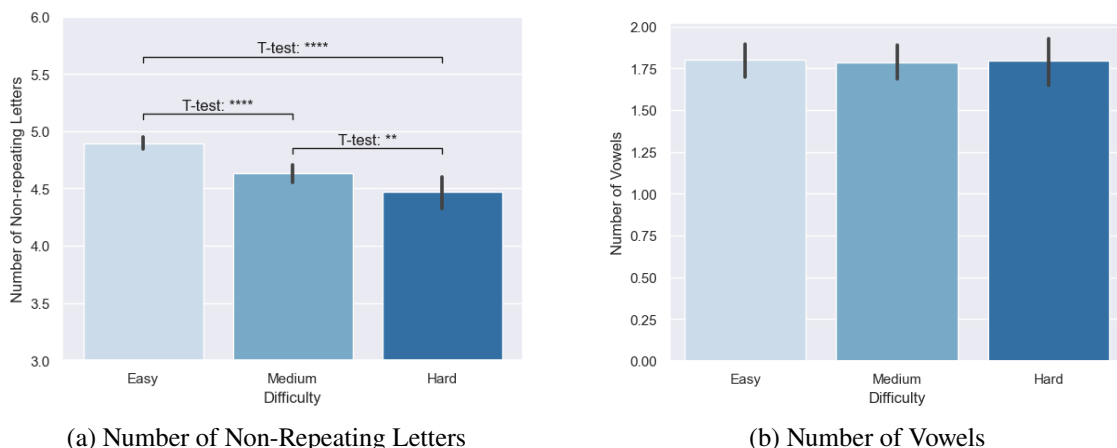 6.0
5.5
5.0
4.5
4.0
3.5
3.0
Number of Non-repeating Letters
T-test: ****
T-test: ****
T-test: **
Easy Medium Hard
Difficulty
(a) Number of Non-Repeating Letters
2.00
1.75
1.50
1.25
1.00
0.75
0.50
0.25
0.00
Number of Vowels
Easy Medium Hard
Difficulty
(b) Number of Vowels